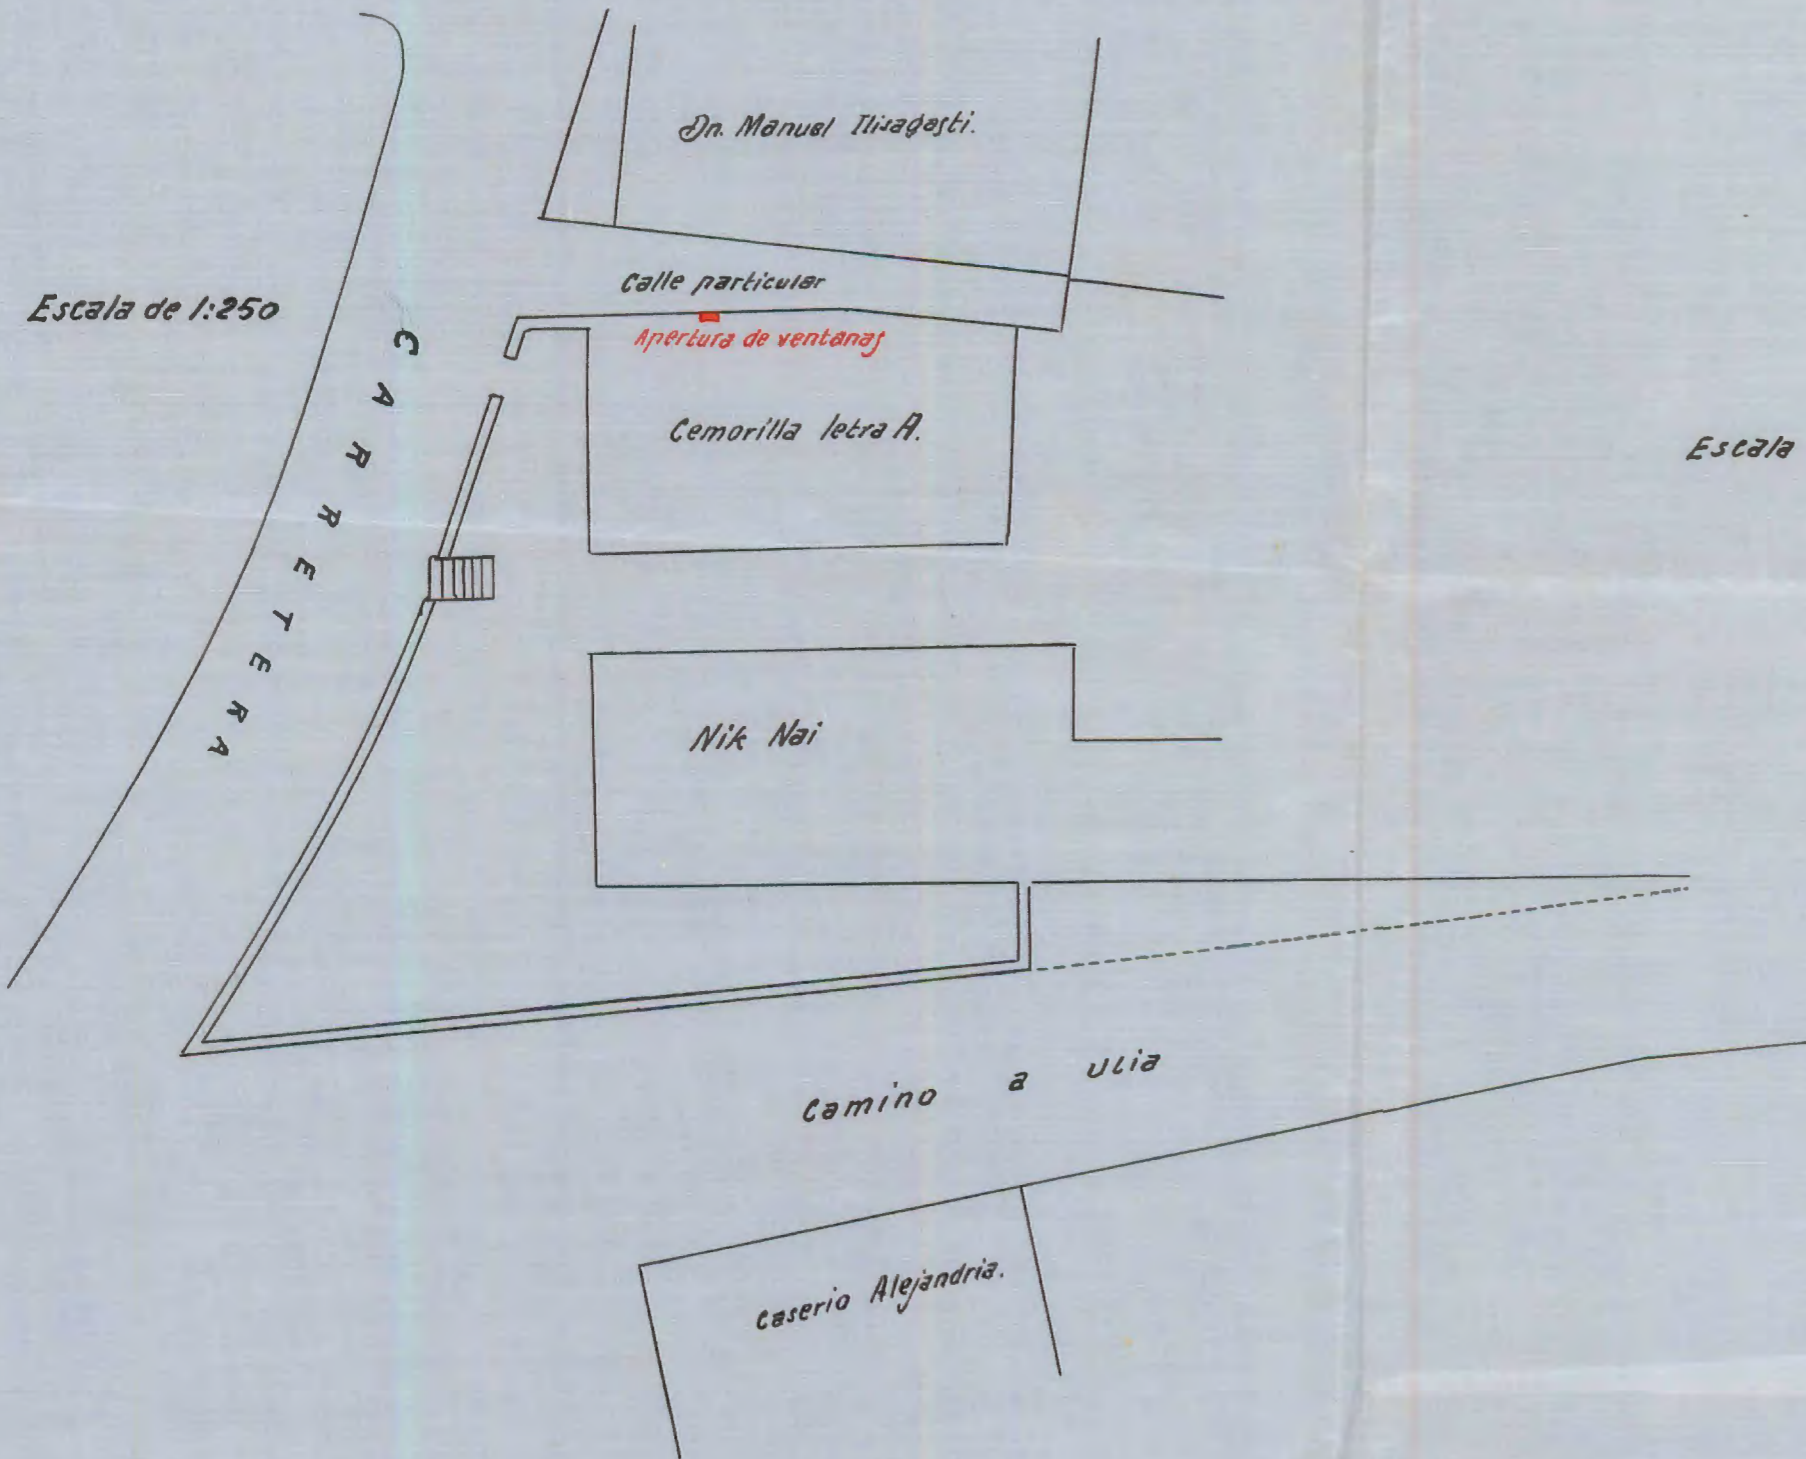 Dn. Manuel Ilisagasti.
Calle particular
Escala de 1:250
Apertura de ventanas
CARRETERA
Cemorilla letra A.
Escala
Nik Nai
Camino a Ulia
Caserio Alejandria.